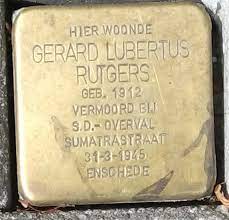 HIER WOONDE
GERARD LUBERTUS
RUTGERS
GEB. 1912
VERMOORD BIJ
S.D.- OVERVAL
SUMATRASTRAAT
31-3-1945
ENSCHEDE